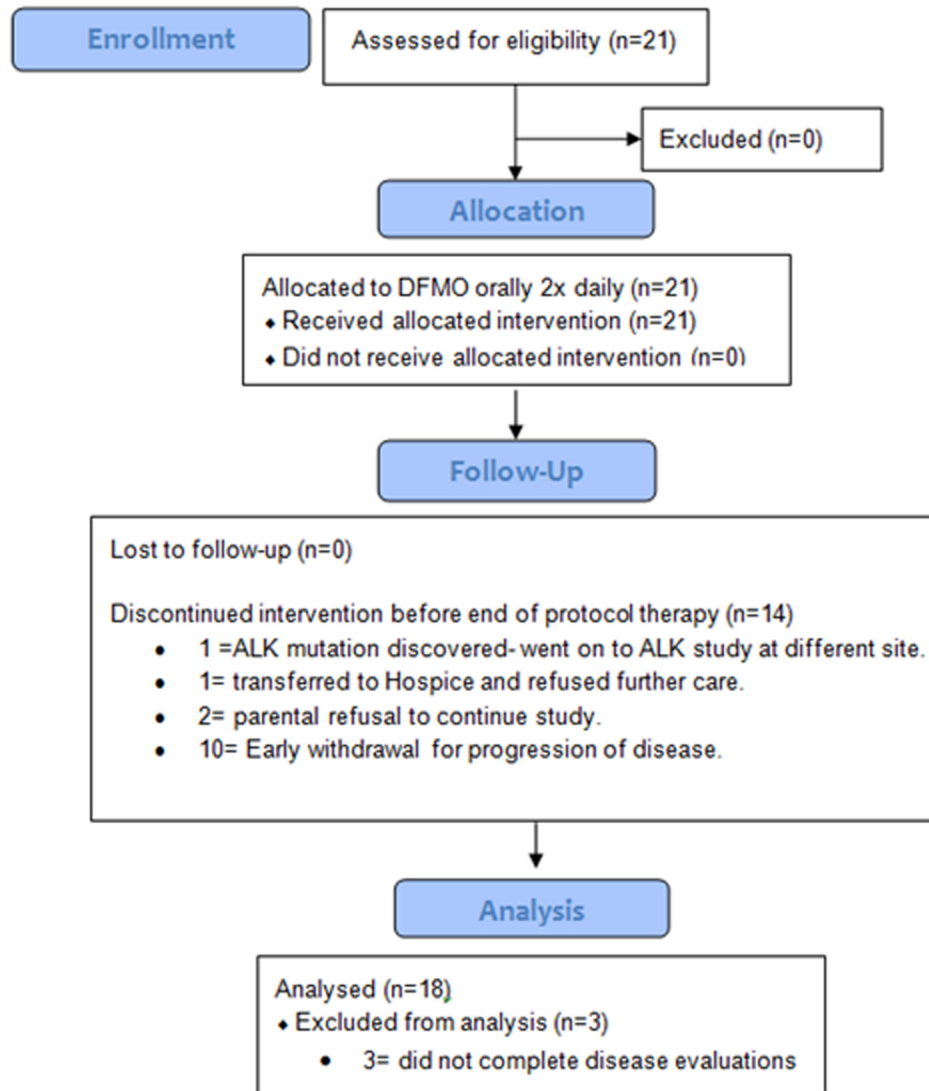 Enrollment
Assessed for eligibility (n=21)
Excluded (n=0)
Allocation
Allocated to DFMO orally 2x daily (n=21)
♦ Received allocated intervention (n=21)
♦ Did not receive allocated intervention (n=0)
Follow-Up
Lost to follow-up (n=0)
Discontinued intervention before end of protocol therapy (n=14)
• 1 =ALK mutation discovered- went on to ALK study at different site.
• 1= transferred to Hospice and refused further care.
• 2= parental refusal to continue study.
• 10= Early withdrawal for progression of disease.
Analysis
Analysed (n=18)
♦ Excluded from analysis (n=3)
• 3= did not complete disease evaluations